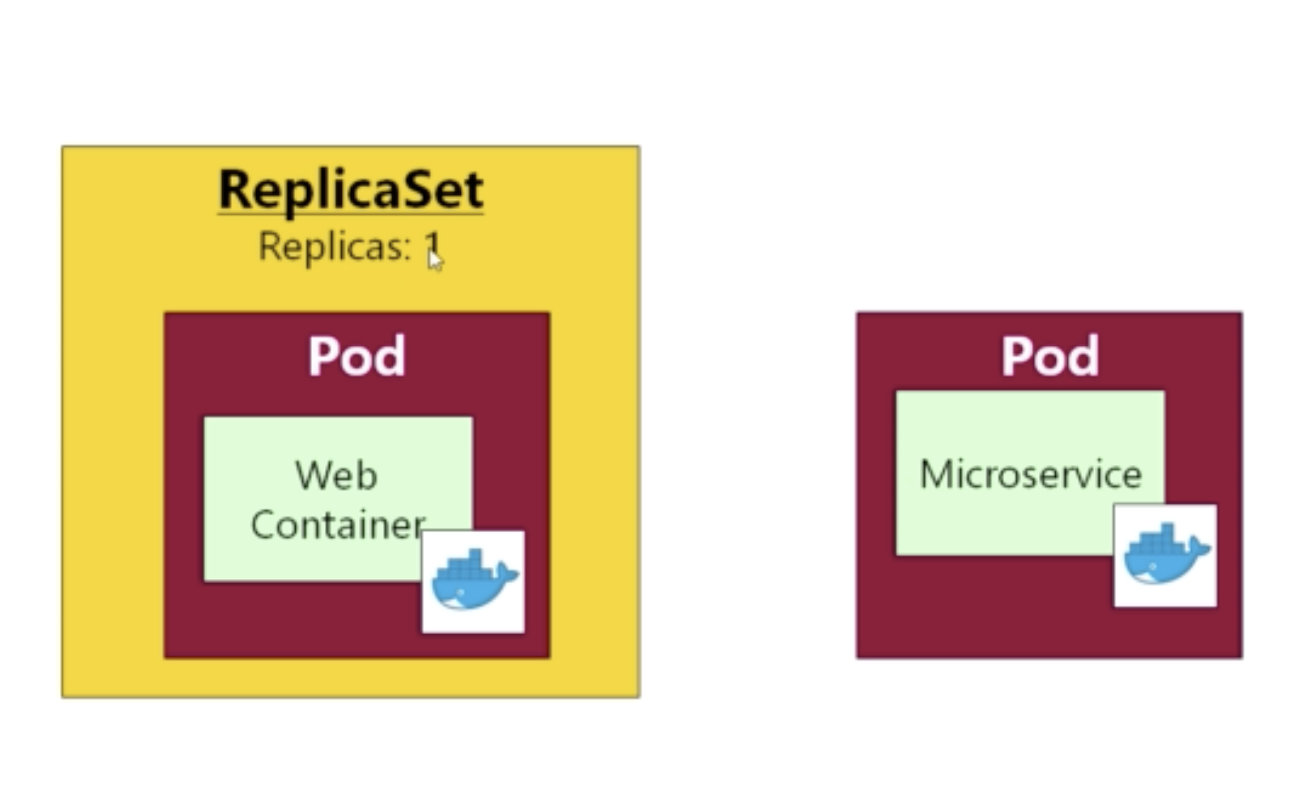 ReplicaSet
Replicas: 1
Pod
Web
Container
Pod
Microservice